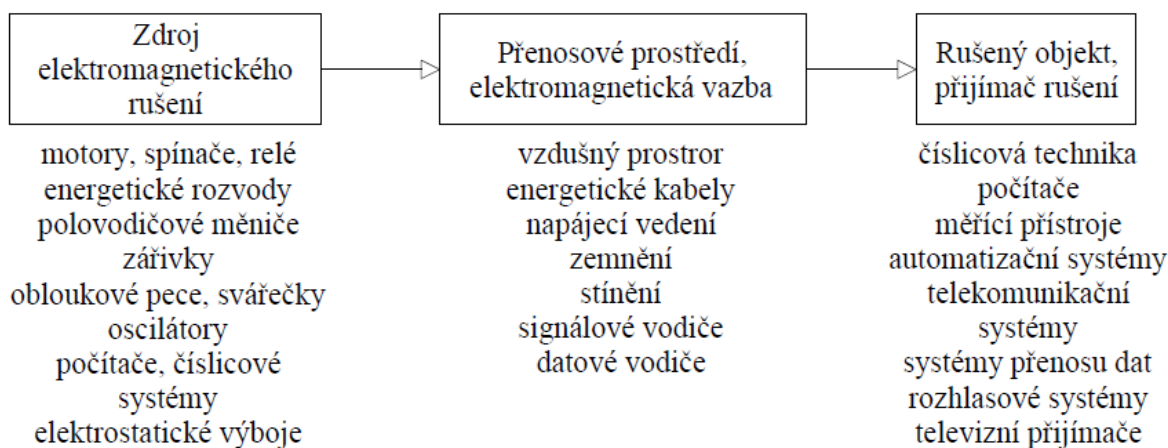 Zdroj
elektromagnetického
rušení
motory, spínače, relé
energetické rozvody
polovodičové měniče
zářivky
obloukové pece, svářečky
oscilátory
počítače, číslicové
systémy
elektrostatické výboje
Přenosové prostředí,
elektromagnetická vazba
vzdušný prostror
energetické kabely
napájecí vedení
zemnění
stínění
signálové vodiče
datové vodiče
Rušený objekt,
přijímač rušení
číslicová technika
počítače
měřící přístroje
automatizační systémy
telekomunikační
systémy
systémy přenosu dat
rozhlasové systémy
televizní přijímače